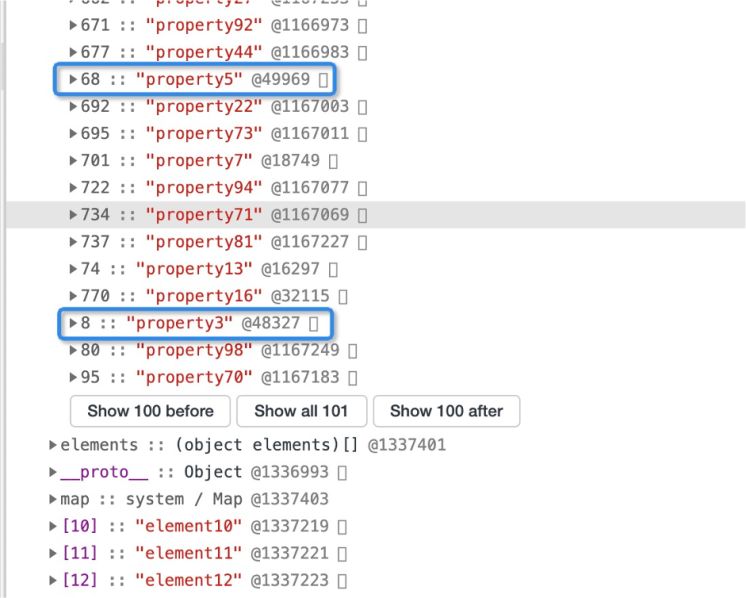 671 :: "property92" @1166973
677 :: "property44" @1166983
68 :: "property5" @49969
692 :: "property22" @1167003
695 :: "property73" @1167011
701 :: "property7" @18749
722 :: "property94" @1167077
734 :: "property71" @1167069
737 :: "property81" @1167227
74 :: "property13" @16297
770 :: "property16" @32115
8 :: "property3" @48327
80 :: "property98" @1167249
95 :: "property70" @1167183
Show 100 before Show all 101 Show 100 after
elements :: (object elements)[] @1337401
__proto__ :: Object @1336993
map :: system / Map @1337403
[10] :: "element10" @1337219
[11] :: "element11" @1337221
[12] :: "element12" @1337223